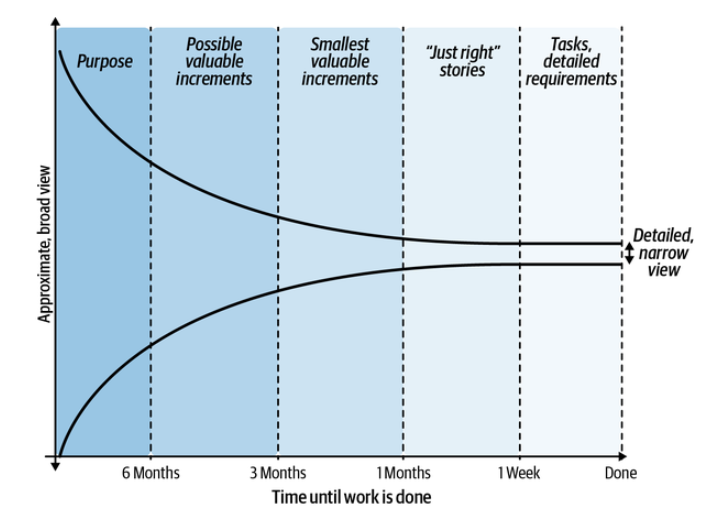 Purpose
Possible
valuable
increments
Smallest
valuable
increments
“Just right”
stories
Tasks,
detailed
requirements
Approximate, broad view
Detailed,
narrow
view
6 Months
3 Months
1 Months
1 Week
Done
Time until work is done